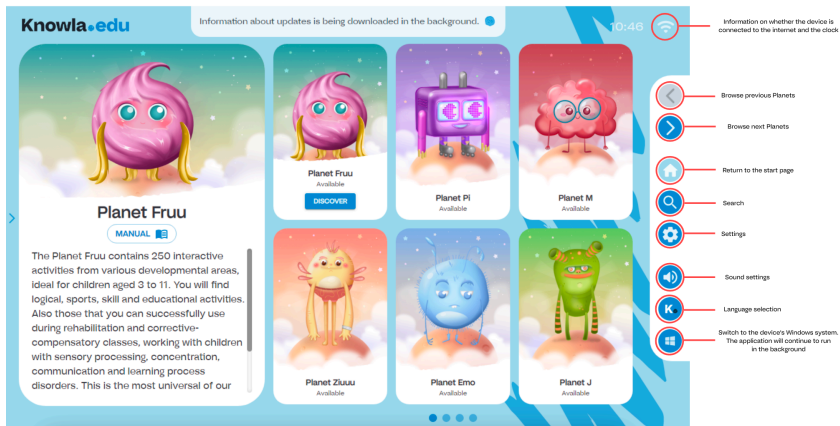 Knowla.edu
Information about updates is being downloaded in the background.
10:46
Information on whether the device is
connected to the internet and the clock
Planet Fruu
MANUAL
The Planet Fruu contains 250 interactive
activities from various developmental areas,
ideal for children aged 3 to 11. You will find
logical, sports, skill and educational activities.
Also those that you can successfully use
during rehabilitation and corrective-
compensatory classes, working with children
with sensory processing, concentration,
communication and learning process
disorders. This is the most universal of our
Planet Fruu
Available
DISCOVER
Planet Pi
Available
Planet M
Available
Planet Ziuuu
Available
Planet Emo
Available
Planet J
Available
Browse previous Planets
Browse next Planets
Return to the start page
Search
Settings
Sound settings
K
Language selection
Switch to the device's Windows system.
The application will continue to run
in the background